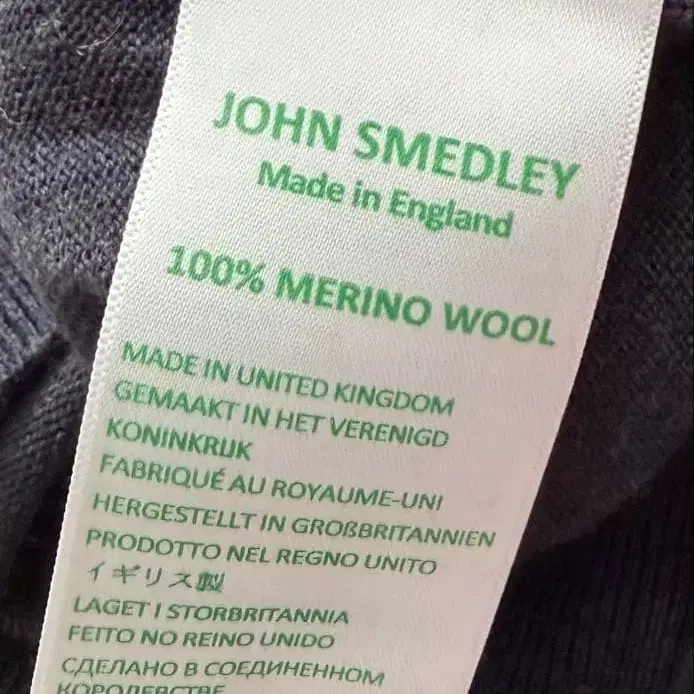 JOHN SMEDLEY
Made in England
100% MERINO WOOL
MADE IN UNITED KINGDOM
GEMAAKT IN HET VERENIGD
KONINKRIJK
FABRIQUÉ AU ROYAUME-UNI
HERGESTELLT IN GROßBRITANNIEN
PRODOTTO NEL REGNO UNITO
イギリス製
LAGET I STORBRITANNIA
FEITO NO REINO UNIDO
СДЕЛАНО В СОЕДИНЕННОМ
КОРОЛЕВСТВЕ